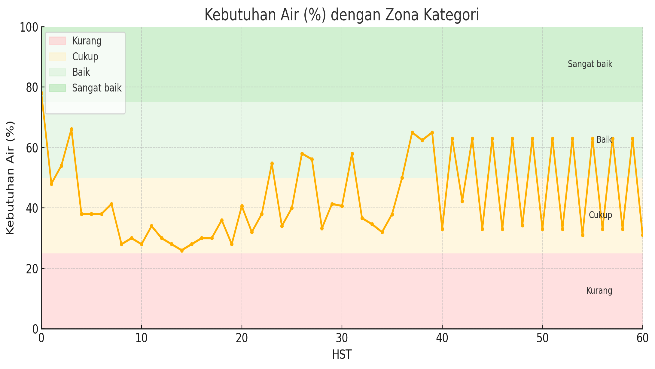 Kebutuhan Air (%) dengan Zona Kategori
Kebutuhan Air (%)
100
80
60
40
20
0
Kurang
Cukup
Baik
Sangat baik
Sangat baik
Baik
Cukup
Kurang
0 10 20 30 40 50 60
HST